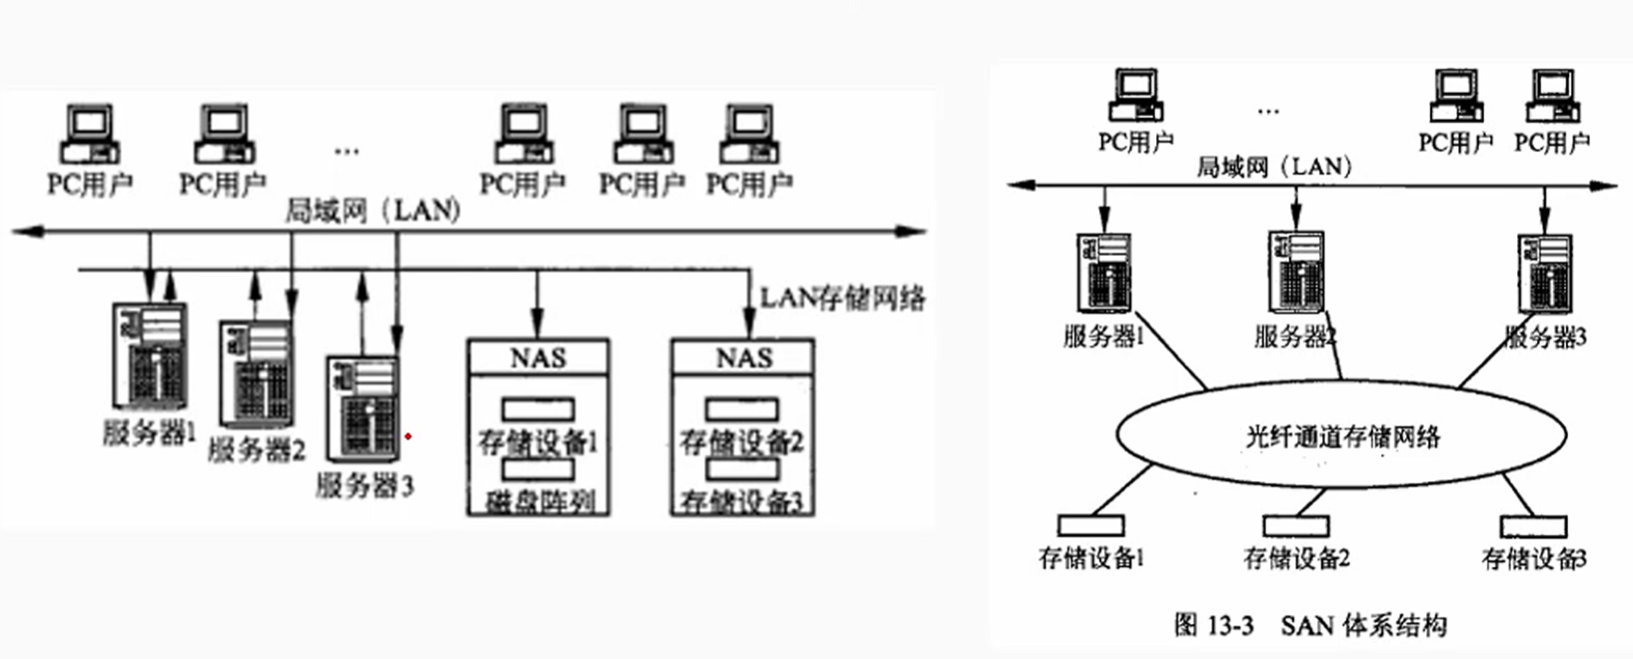 PC用户
PC用户
...
PC用户
PC用户
PC用户
局域网（LAN）
LAN存储网络
服务器1
服务器2
服务器3
NAS
存储设备1
磁盘阵列
NAS
存储设备2
存储设备3
PC用户
...
PC用户
PC用户
局域网（LAN）
服务器1
服务器2
服务器3
光纤通道存储网络
存储设备1
存储设备2
存储设备3
图 13-3 SAN 体系结构